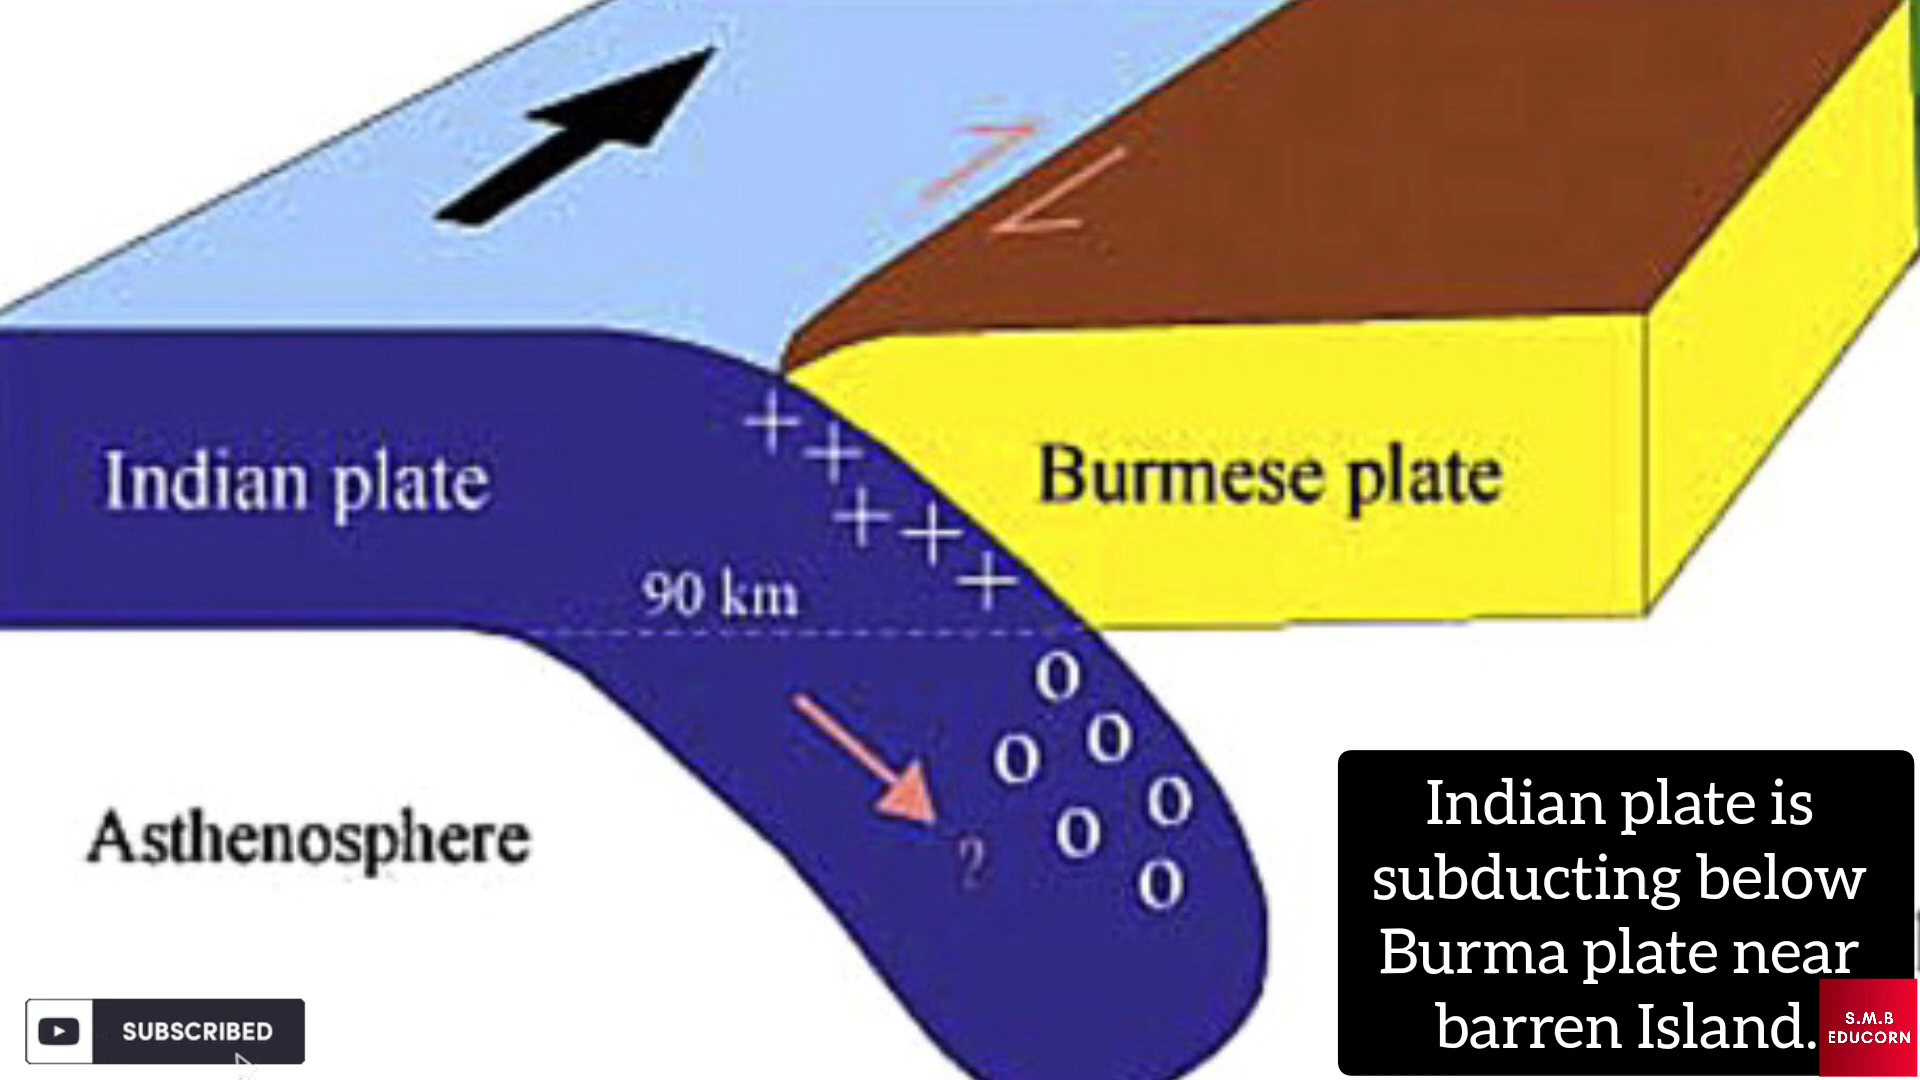 Indian plate
Burmese plate
90 km
?
Asthenosphere
Indian plate is
subducting below
Burma plate near
barren Island.
SUBSCRIBED
S.M.B
EDUCORN